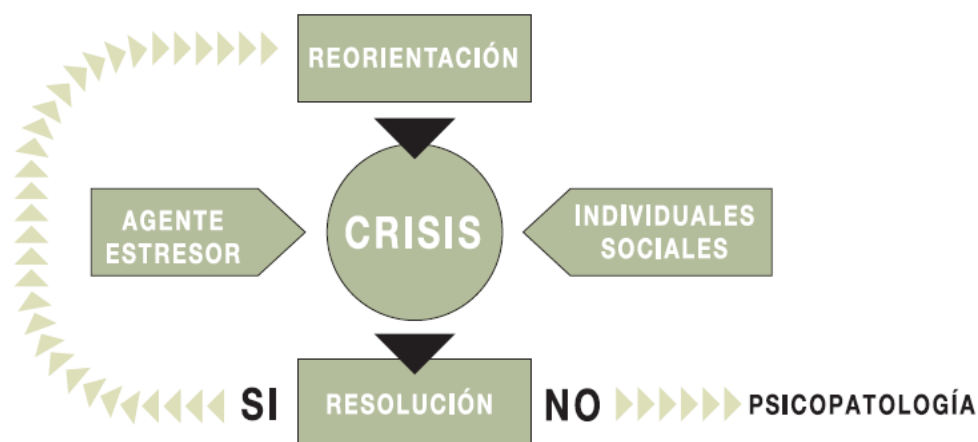 REORIENTACIÓN
AGENTE
ESTRESOR
CRISIS
INDIVIDUALES
SOCIALES
SI
RESOLUCIÓN
NO
PSICOPATOLOGÍA